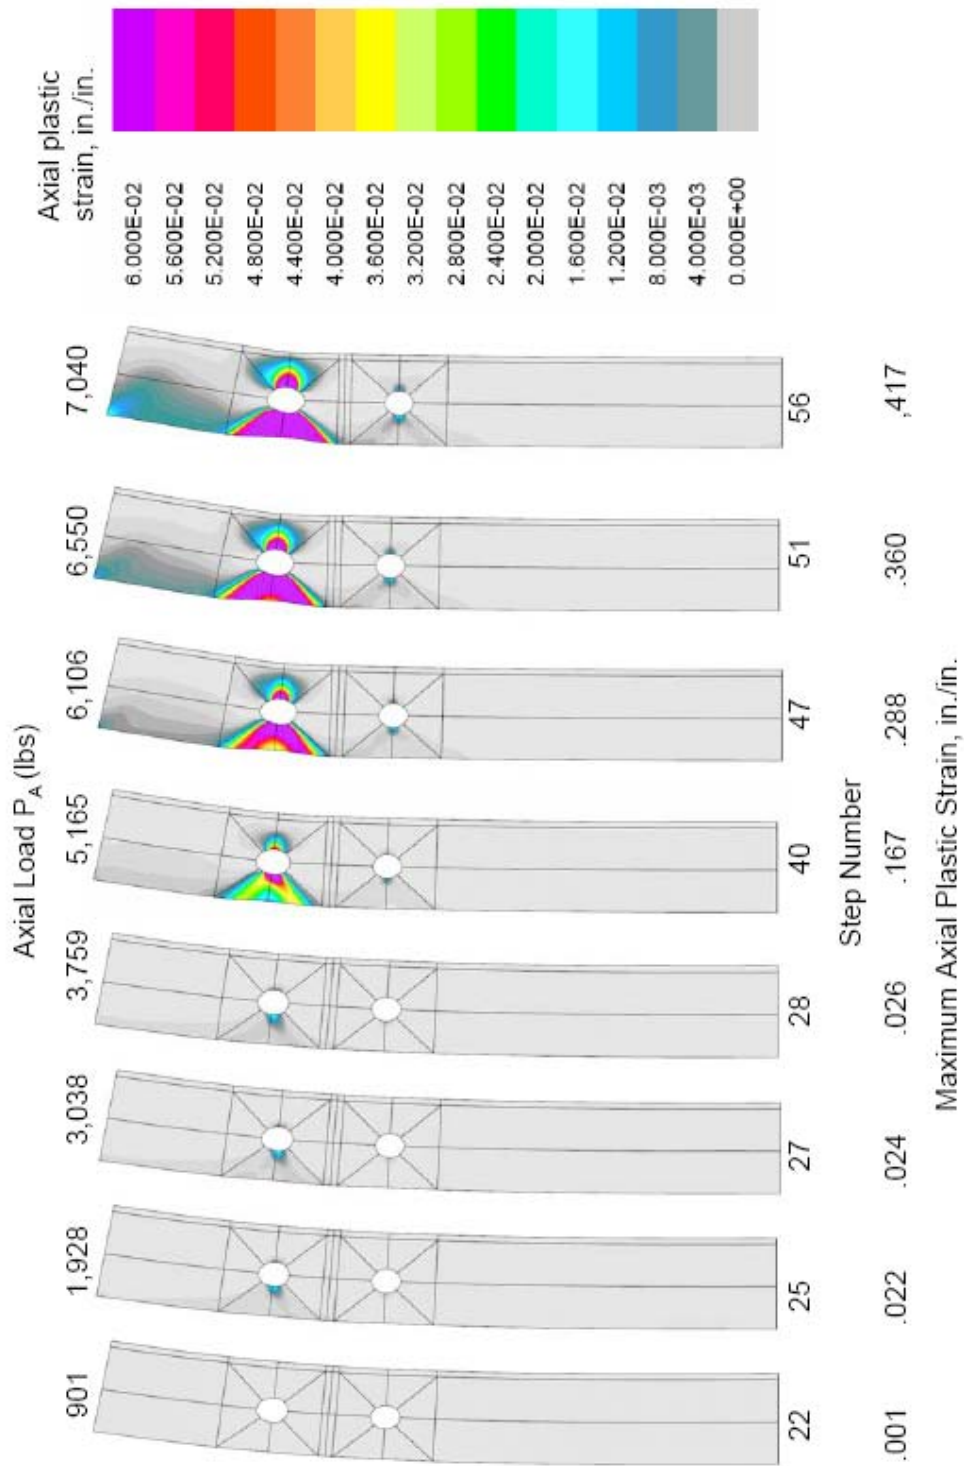 Axial Load P_A (lbs)
901 1,928 3,038 3,759 5,165 6,106 6,550 7,040
22 25 27 28 40 47 51 56
Step Number
.001 .022 .024 .026 .167 .288 .360 ,417
Maximum Axial Plastic Strain, in./in.
Axial plastic
strain, in./in.
6.000E-02
5.600E-02
5.200E-02
4.800E-02
4.400E-02
4.000E-02
3.600E-02
3.200E-02
2.800E-02
2.400E-02
2.000E-02
1.600E-02
1.200E-02
8.000E-03
4.000E-03
0.000E+00